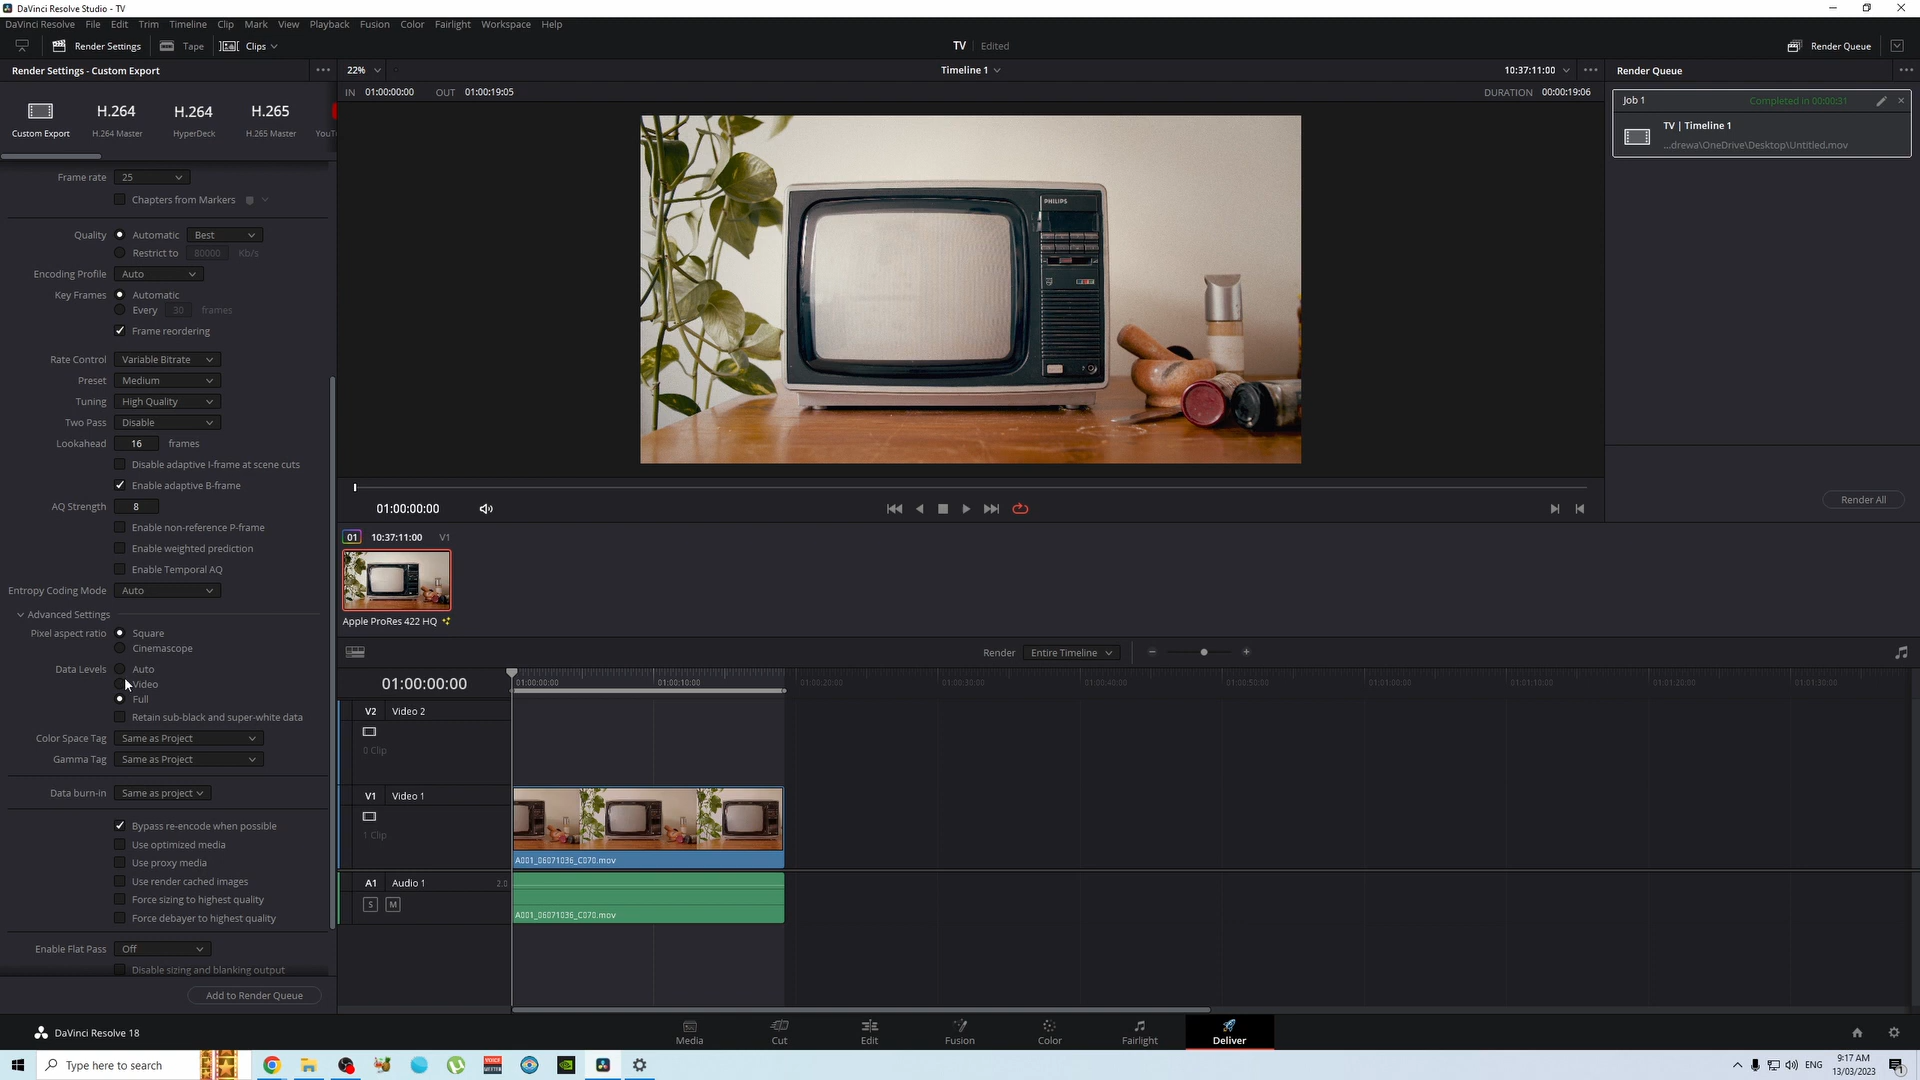 DaVinci Resolve Studio - TV
DaVinci Resolve File Edit Trim Timeline Clip Mark View Playback Fusion Color Fairlight Workspace Help
Render Settings Tape Clips TV Edited Render Queue
Render Settings - Custom Export 22% Timeline 1 10:37:11:00 Render Queue
IN 01:00:00:00 OUT 01:00:19:05 DURATION 00:00:19:06
H.264 H.264 H.265
Custom Export H.264 Master HyperDeck H.265 Master
Job 1 Completed in 00:00:31
TV | Timeline 1
...drewa\OneDrive\Desktop\Untitled.mov
Frame rate 25
Chapters from Markers
Quality Automatic Best
Restrict to 80000 Kb/s
Encoding Profile Auto
Key Frames Automatic
Every 30 frames
Frame reordering
Rate Control Variable Bitrate
Preset Medium
Tuning High Quality
Two Pass Disable
Lookahead 16 frames
Disable adaptive I-frame at scene cuts
Enable adaptive B-frame
AQ Strength 8
Enable non-reference P-frame
Enable weighted prediction
Enable Temporal AQ
Entropy Coding Mode Auto
Advanced Settings
Pixel aspect ratio Square
Cinemascope
Data Levels Auto
Video
Full
Retain sub-black and super-white data
Color Space Tag Same as Project
Gamma Tag Same as Project
Data burn-in Same as project
Bypass re-encode when possible
Use optimized media
Use proxy media
Use render cached images
Force sizing to highest quality
Force debayer to highest quality
Enable Flat Pass Off
Disable sizing and blanking output
Add to Render Queue
PHILIPS
Render All
01:00:00:00
01 10:37:11:00 V1
Apple ProRes 422 HQ
Render Entire Timeline
01:00:00:00 01:00:00:00 01:00:10:00 01:00:20:00 01:00:30:00 01:00:40:00 01:00:50:00 01:01:00:00 01:01:10:00 01:01:20:00 01:01:30:00
V2 Video 2
0 Clip
V1 Video 1
1 Clip
A001_06071036_C070.mov
A1 Audio 1 2.0
S M
A001_06071036_C070.mov
DaVinci Resolve 18 Media Cut Edit Fusion Color Fairlight Deliver
Type here to search ENG 9:17 AM
13/03/2023